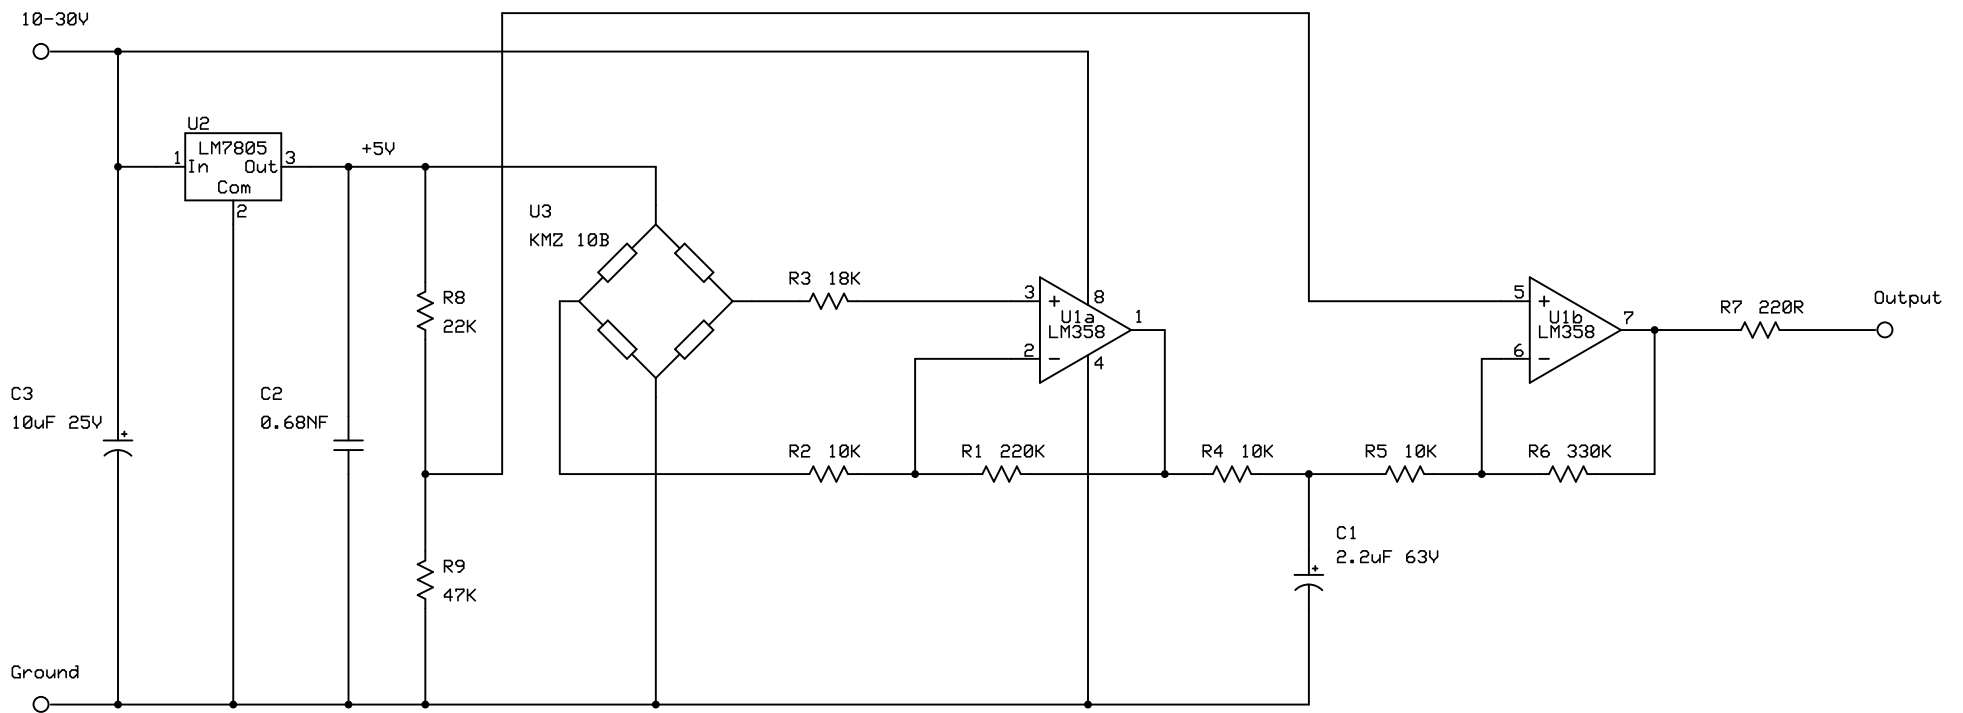 10-30V
U2
LM7805
1 In Out 3
Com
2
+5V
U3
KMZ 10B
R8
22K
R3 18K
3 + 8
U1a
LM358
1
2 - 4
5 +
U1b
LM358
7
6 -
R7 220R
Output
C3
10uF 25V
+
C2
0.68NF
R2 10K
R1 220K
R4 10K
R5 10K
R6 330K
R9
47K
C1
2.2uF 63V
+
Ground